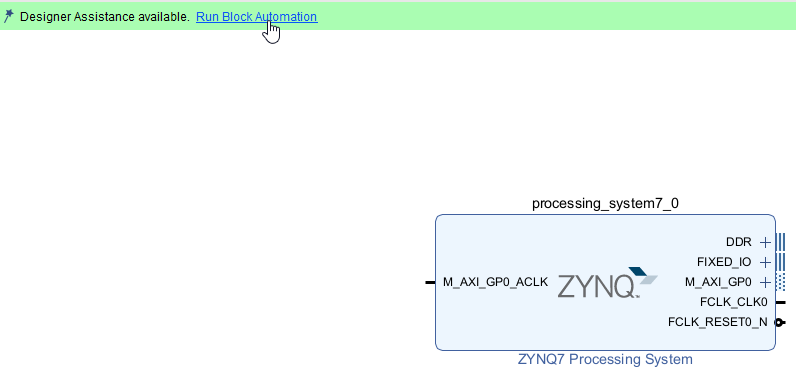 Designer Assistance available. Run Block Automation
processing_system7_0
DDR
FIXED_IO
M_AXI_GP0_ACLK ZYNQ M_AXI_GP0
FCLK_CLK0
FCLK_RESET0_N
ZYNQ7 Processing System